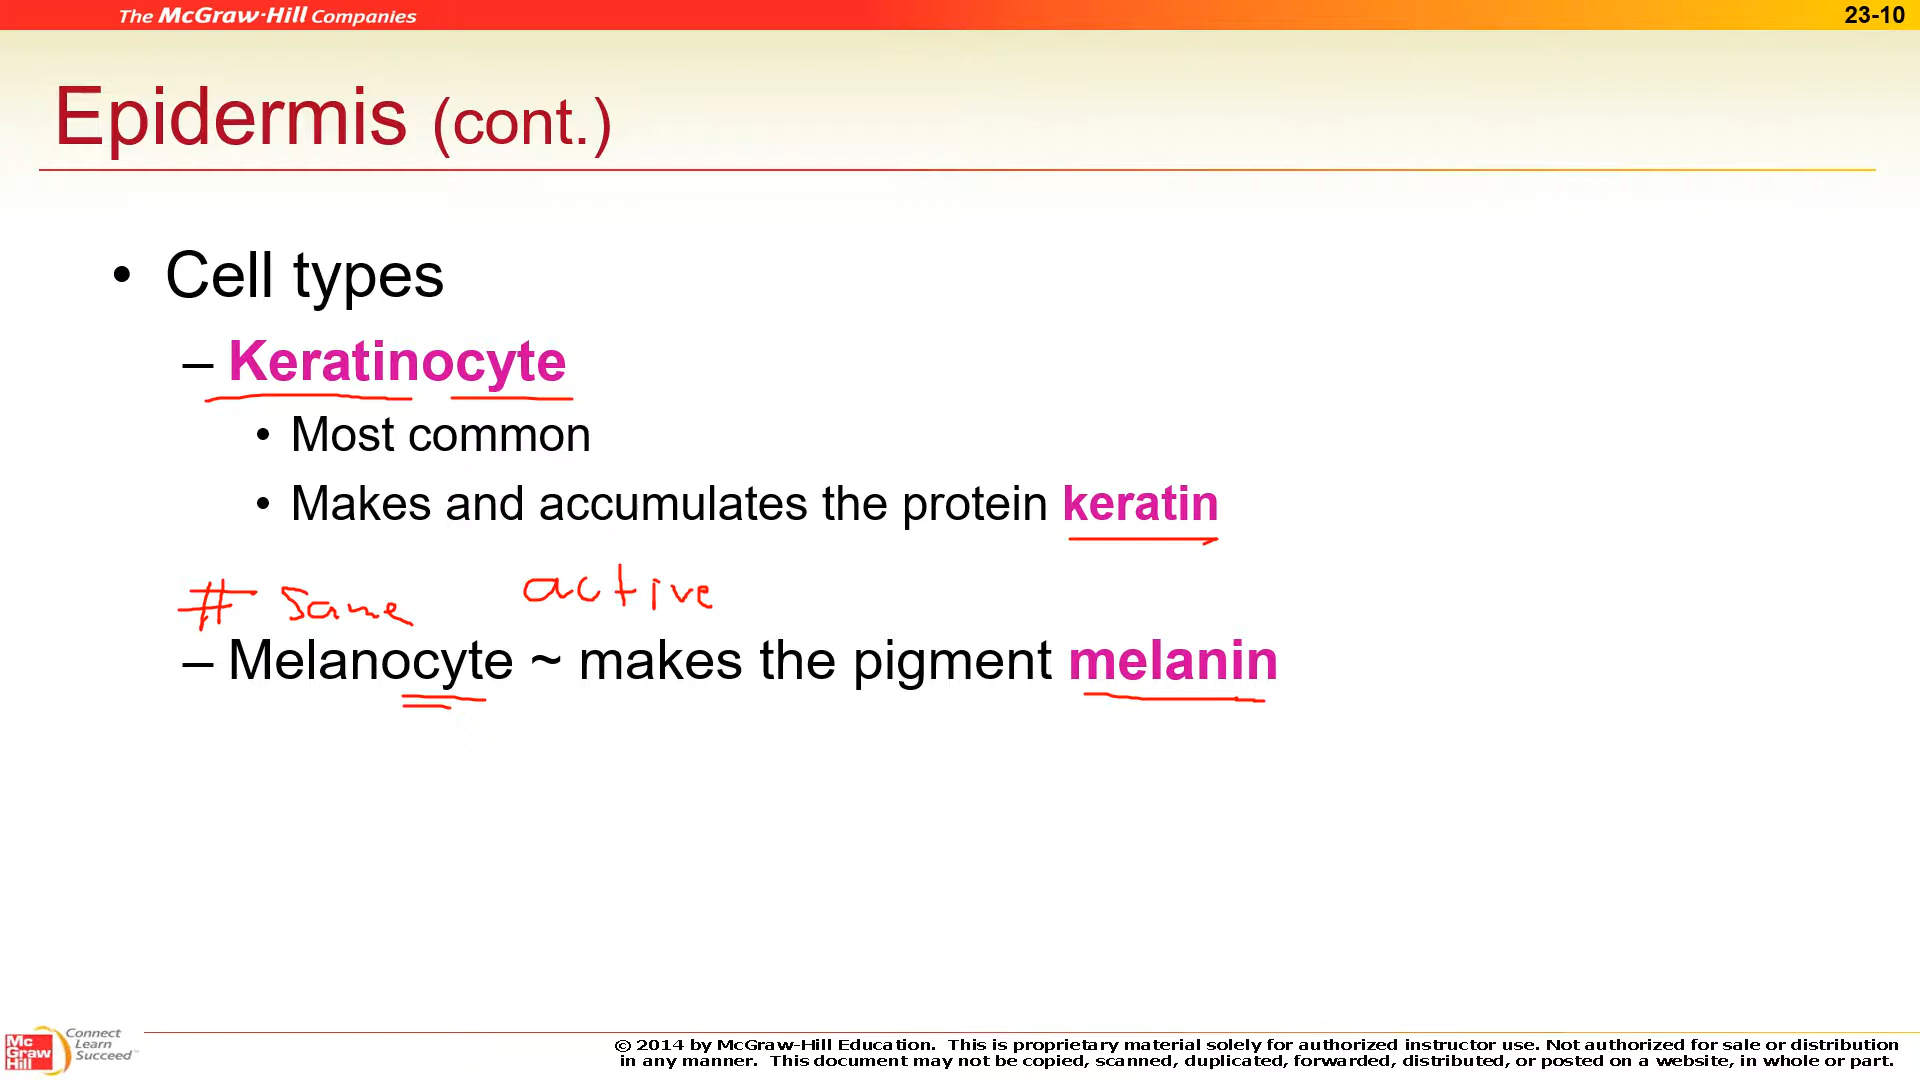 The McGraw-Hill Companies
23-10
Epidermis (cont.)
• Cell types
– Keratinocyte
• Most common
• Makes and accumulates the protein keratin
# same active
– Melanocyte ~ makes the pigment melanin
Mc
Graw
Hill
Connect
Learn
Succeed™
© 2014 by McGraw-Hill Education. This is proprietary material solely for authorized instructor use. Not authorized for sale or distribution
in any manner. This document may not be copied, scanned, duplicated, forwarded, distributed, or posted on a website, in whole or part.